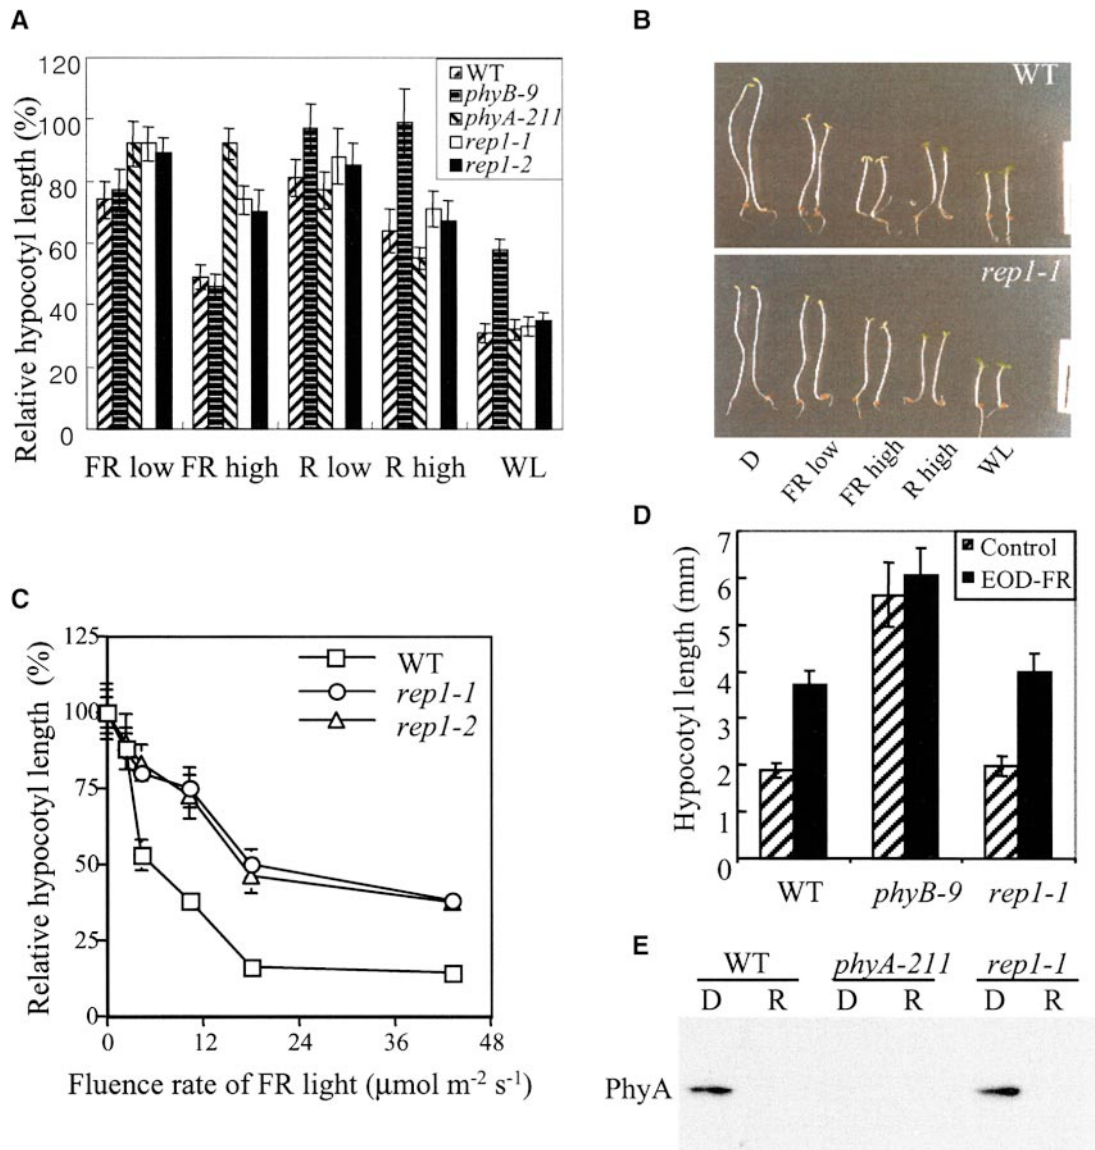 A
Relative hypocotyl length (%)
120
100
80
60
40
20
0
WT
phyB-9
phyA-211
rep1-1
rep1-2
FR low FR high R low R high WL
B
WT
rep1-1
D FR low FR high R high WL
C
Relative hypocotyl length (%)
125
100
75
50
25
0
WT
rep1-1
rep1-2
0 12 24 36 48
Fluence rate of FR light (μmol m-2 s-1)
D
Hypocotyl length (mm)
7
6
5
4
3
2
1
0
Control
EOD-FR
WT phyB-9 rep1-1
E
WT phyA-211 rep1-1
D R D R D R
PhyA